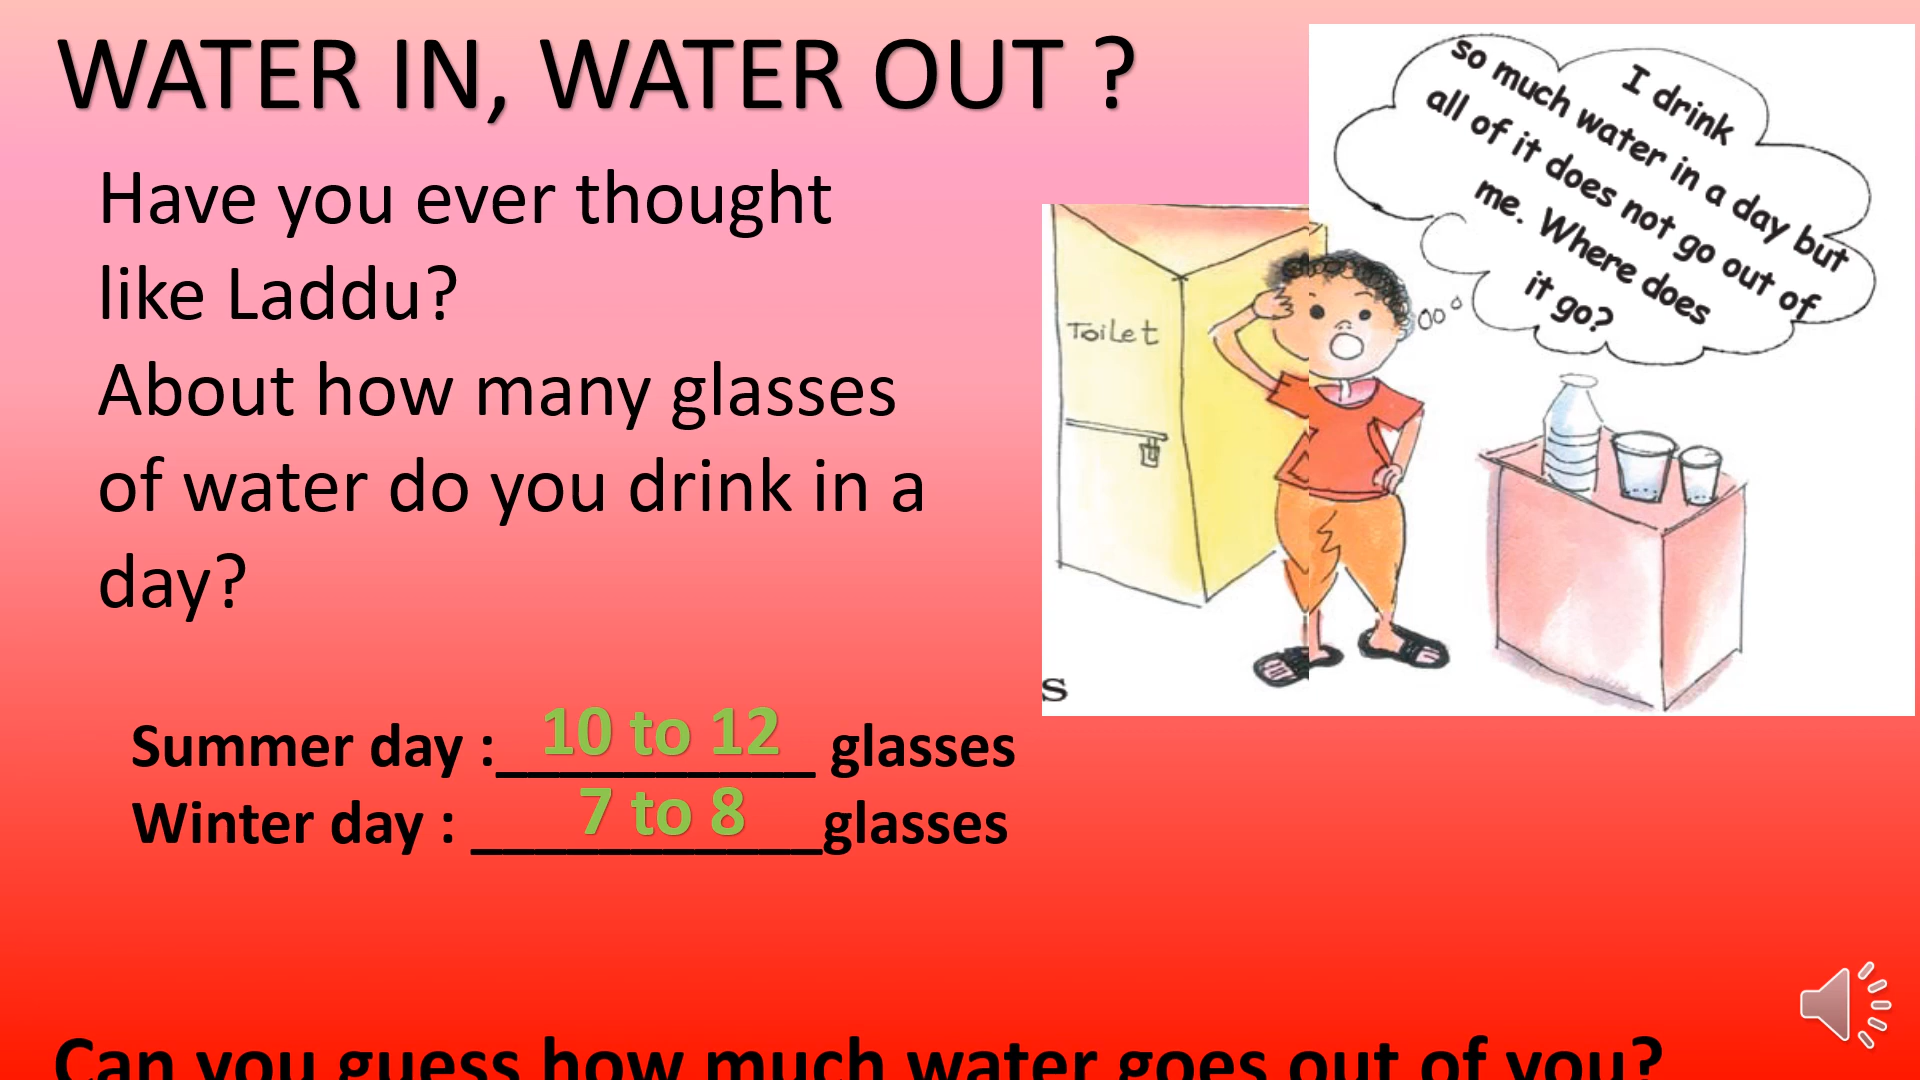 WATER IN, WATER OUT ?
Have you ever thought
like Laddu?
About how many glasses
of water do you drink in a
day?
I drink
so much water in a day but
all of it does not go out of
me. Where does
it go?
Toilet
s
Summer day :__________ glasses
10 to 12
Winter day : ___________glasses
7 to 8
Can you guess how much water goes out of you?